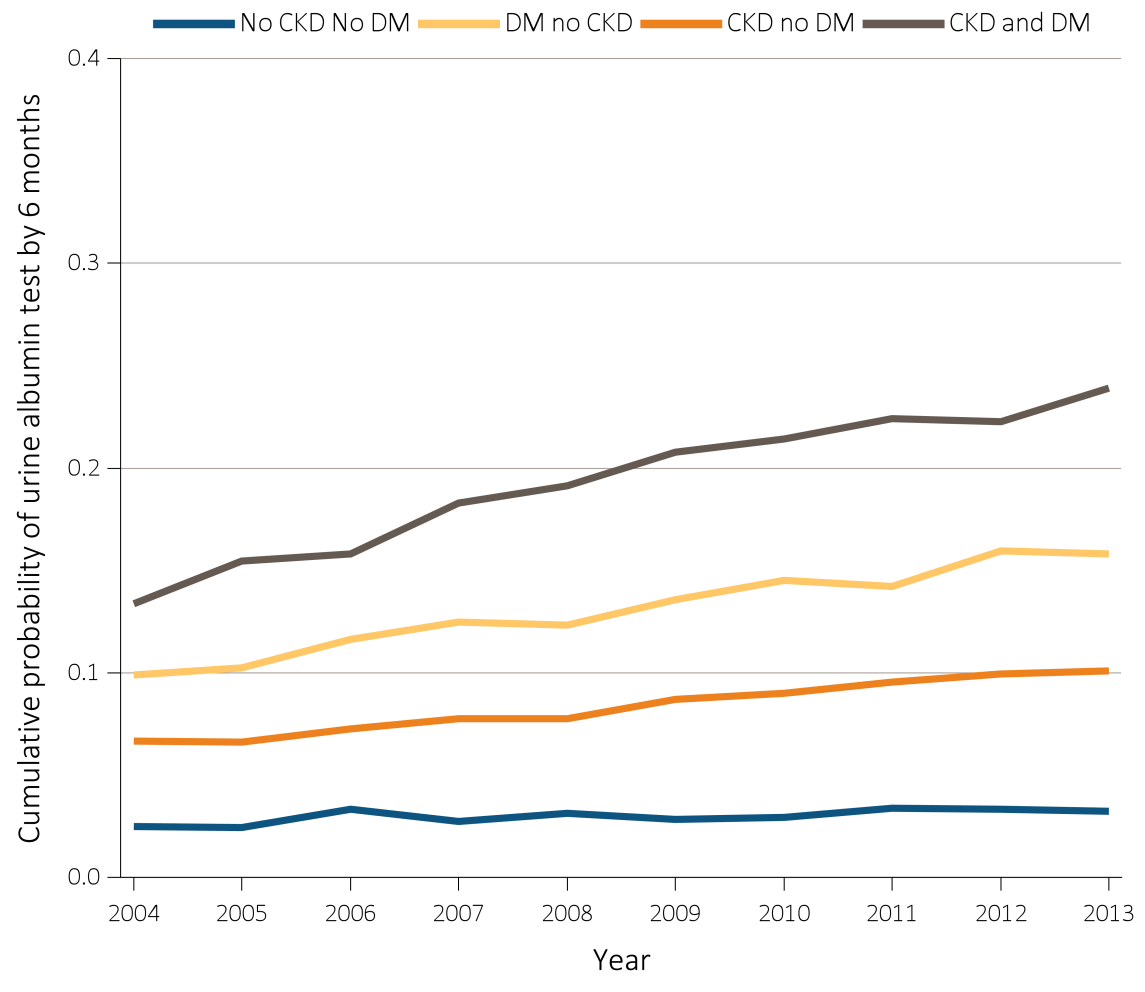 No CKD No DM DM no CKD CKD no DM CKD and DM
Cumulative probability of urine albumin test by 6 months
0.4
0.3
0.2
0.1
0.0
2004 2005 2006 2007 2008 2009 2010 2011 2012 2013
Year